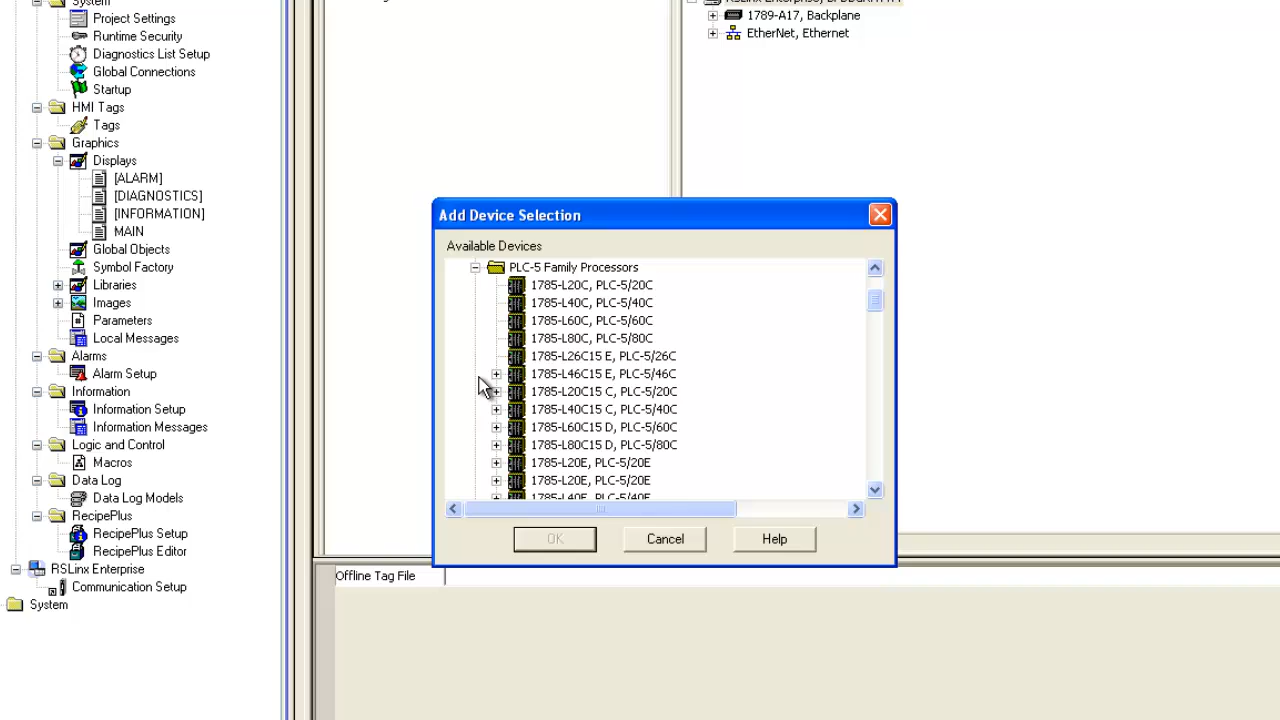 System
Project Settings
Runtime Security
Diagnostics List Setup
Global Connections
Startup
HMI Tags
Tags
Graphics
Displays
[ALARM]
[DIAGNOSTICS]
[INFORMATION]
MAIN
Global Objects
Symbol Factory
Libraries
Images
Parameters
Local Messages
Alarms
Alarm Setup
Information
Information Setup
Information Messages
Logic and Control
Macros
Data Log
Data Log Models
RecipePlus
RecipePlus Setup
RecipePlus Editor
RSLinx Enterprise
Communication Setup
System
RSLinx Enterprise,
1789-A17, Backplane
EtherNet, Ethernet
Add Device Selection
Available Devices
PLC-5 Family Processors
1785-L20C, PLC-5/20C
1785-L40C, PLC-5/40C
1785-L60C, PLC-5/60C
1785-L80C, PLC-5/80C
1785-L26C15 E, PLC-5/26C
1785-L46C15 E, PLC-5/46C
1785-L20C15 C, PLC-5/20C
1785-L40C15 C, PLC-5/40C
1785-L60C15 D, PLC-5/60C
1785-L80C15 D, PLC-5/80C
1785-L20E, PLC-5/20E
1785-L20E, PLC-5/20E
1785-L40E, PLC-5/40E
OK
Cancel
Help
Offline Tag File